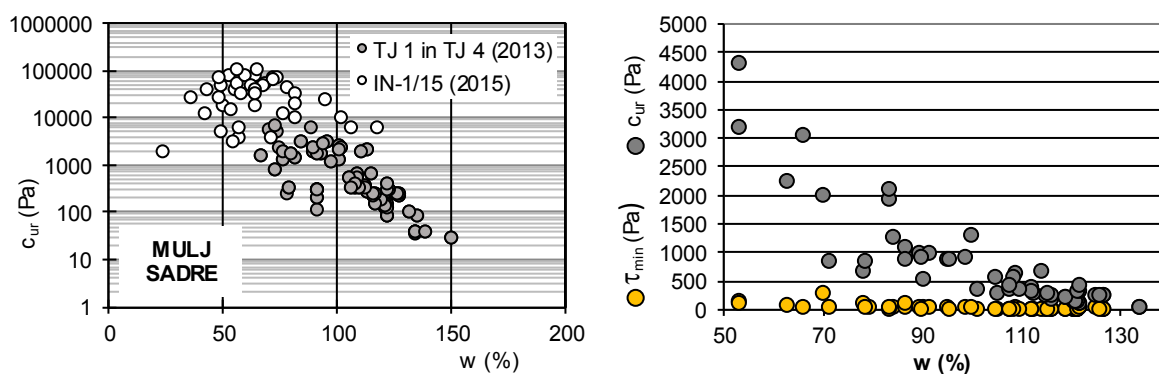 1000000
100000
10000
1000
100
10
1
c_ur (Pa)
TJ 1 in TJ 4 (2013)
IN-1/15 (2015)
MULJ
SADRE
0 50 100 150 200
w (%)
5000
4500
4000
3500
3000
2500
2000
1500
1000
500
0
τ_min (Pa) c_ur (Pa)
50 70 90 110 130
w (%)